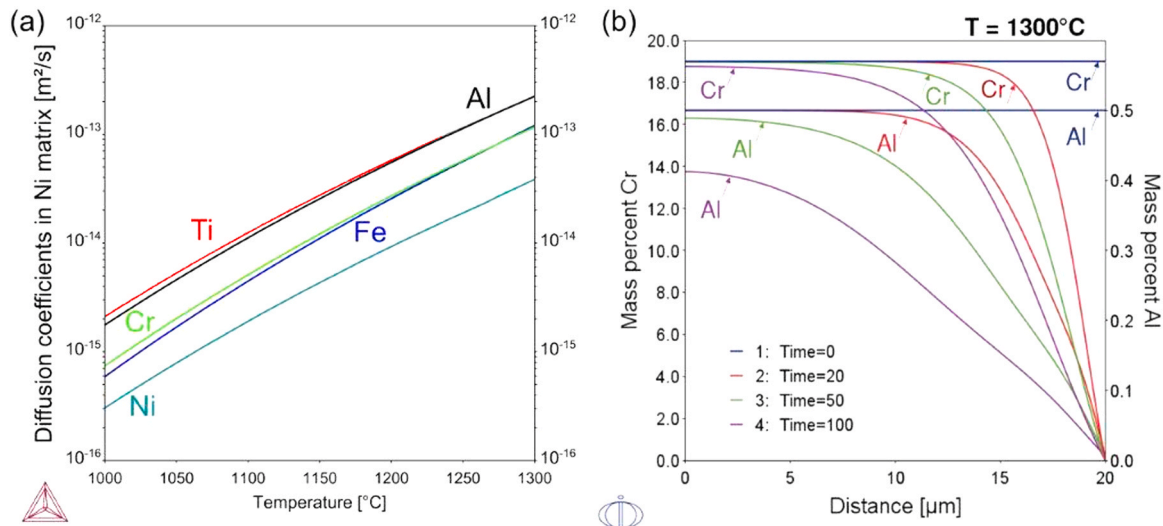 (a)
Diffusion coefficients in Ni matrix [m²/s]
10⁻¹²
10⁻¹³
10⁻¹⁴
10⁻¹⁵
10⁻¹⁶
10⁻¹²
10⁻¹³
10⁻¹⁴
10⁻¹⁵
10⁻¹⁶
Al
Ti
Fe
Cr
Ni
1000 1050 1100 1150 1200 1250 1300
Temperature [°C]
(b)
T = 1300°C
Mass percent Cr
20.0
18.0
16.0
14.0
12.0
10.0
8.0
6.0
4.0
2.0
0.0
Cr
Cr
Cr
Cr
Al
Al
Al
Al
1: Time=0
2: Time=20
3: Time=50
4: Time=100
0.5
0.4
0.3
0.2
0.1
0.0
Mass percent Al
0 5 10 15 20
Distance [µm]